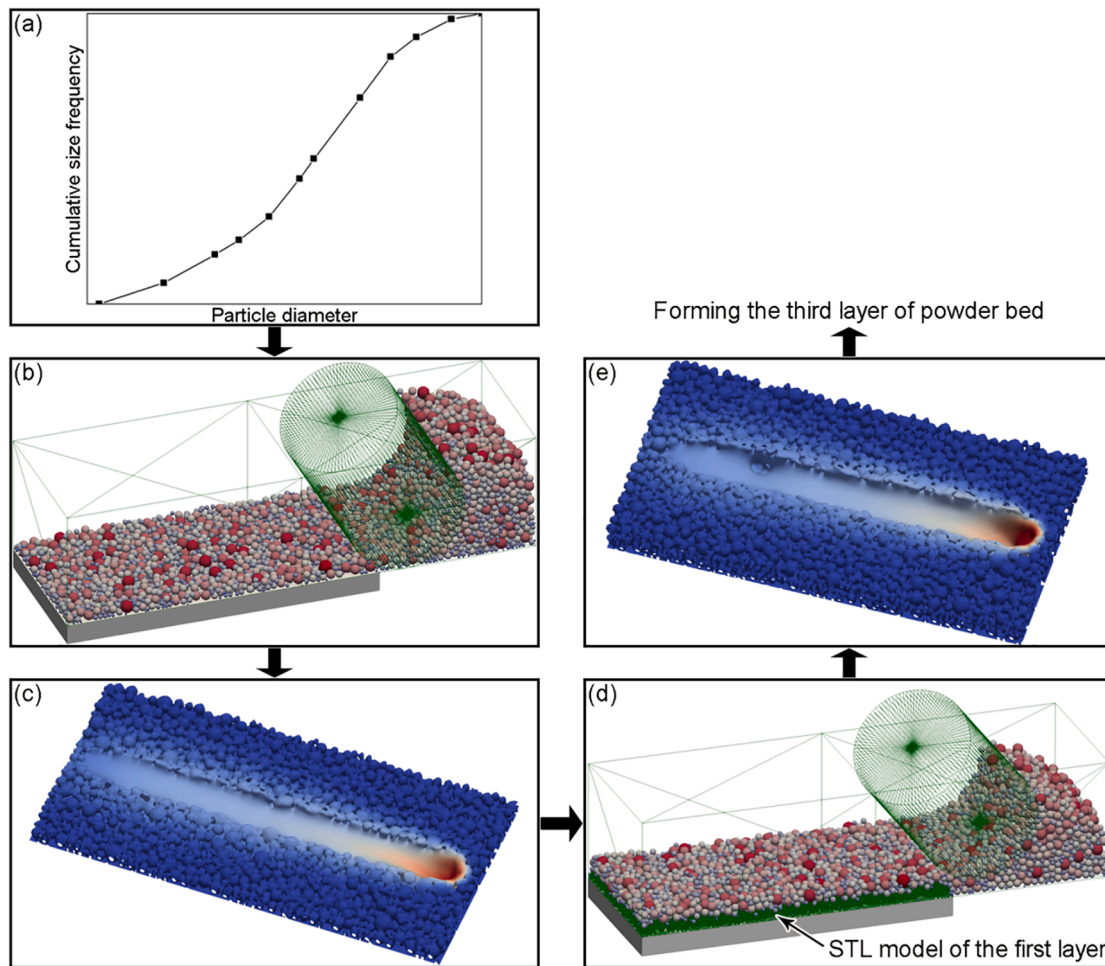 (a)
Cumulative size frequency
Particle diameter
Forming the third layer of powder bed
(b)
(e)
(c)
(d)
STL model of the first layer